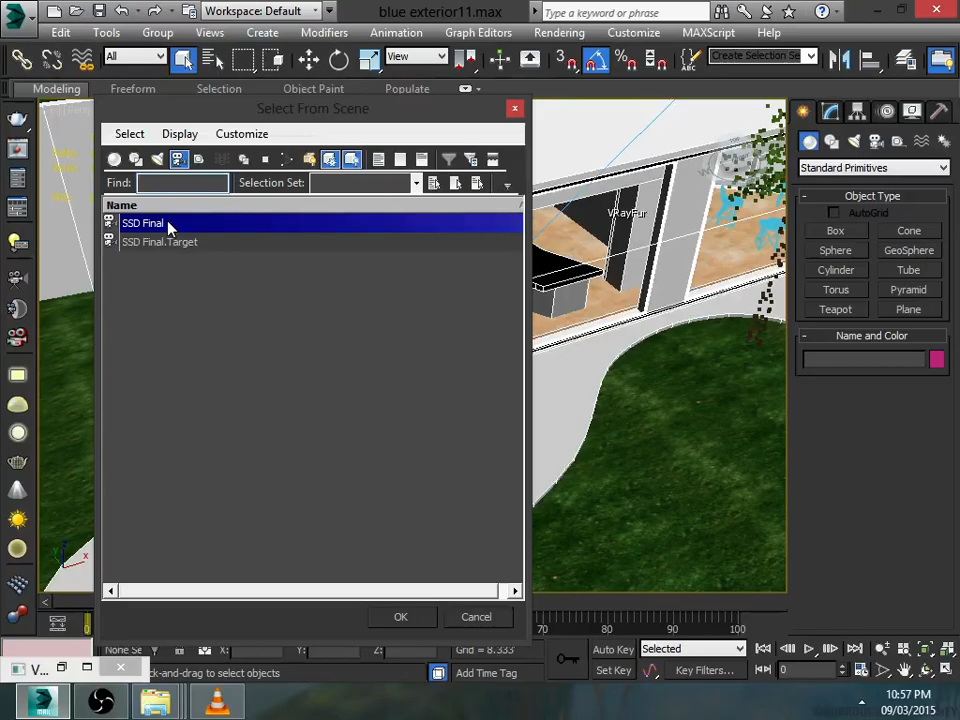 Workspace: Default
blue exterior11.max
Type a keyword or phrase
Edit Tools Group Views Create Modifiers Animation Graph Editors Rendering Customize MAXScript Help
All
View
3
Create Selection Se
Modeling Freeform Selection Object Paint Populate
Select From Scene
Select Display Customize
Find:
Selection Set:
Name
SSD Final
SSD Final.Target
OK
Cancel
VRayFur
Standard Primitives
Object Type
AutoGrid
Box Cone
Sphere GeoSphere
Cylinder Tube
Torus Pyramid
Teapot Plane
Name and Color
x
70 80 90 100
None Se X: Y: Z: Grid = 8.333
Auto Key Selected
V...
ck-and-drag to select objects
Add Time Tag
Set Key Key Filters...
0
10:57 PM
09/03/2015